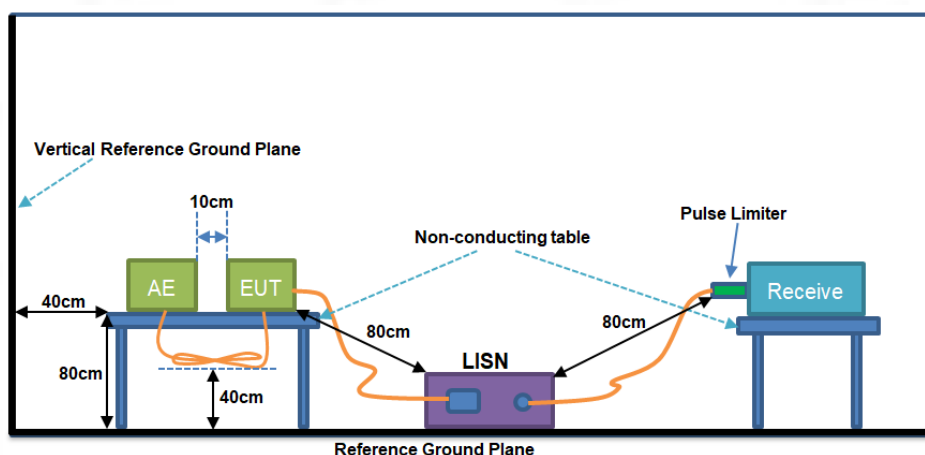 Vertical Reference Ground Plane
10cm
Pulse Limiter
Non-conducting table
AE
EUT
Receive
40cm
80cm
80cm
LISN
80cm
40cm
Reference Ground Plane